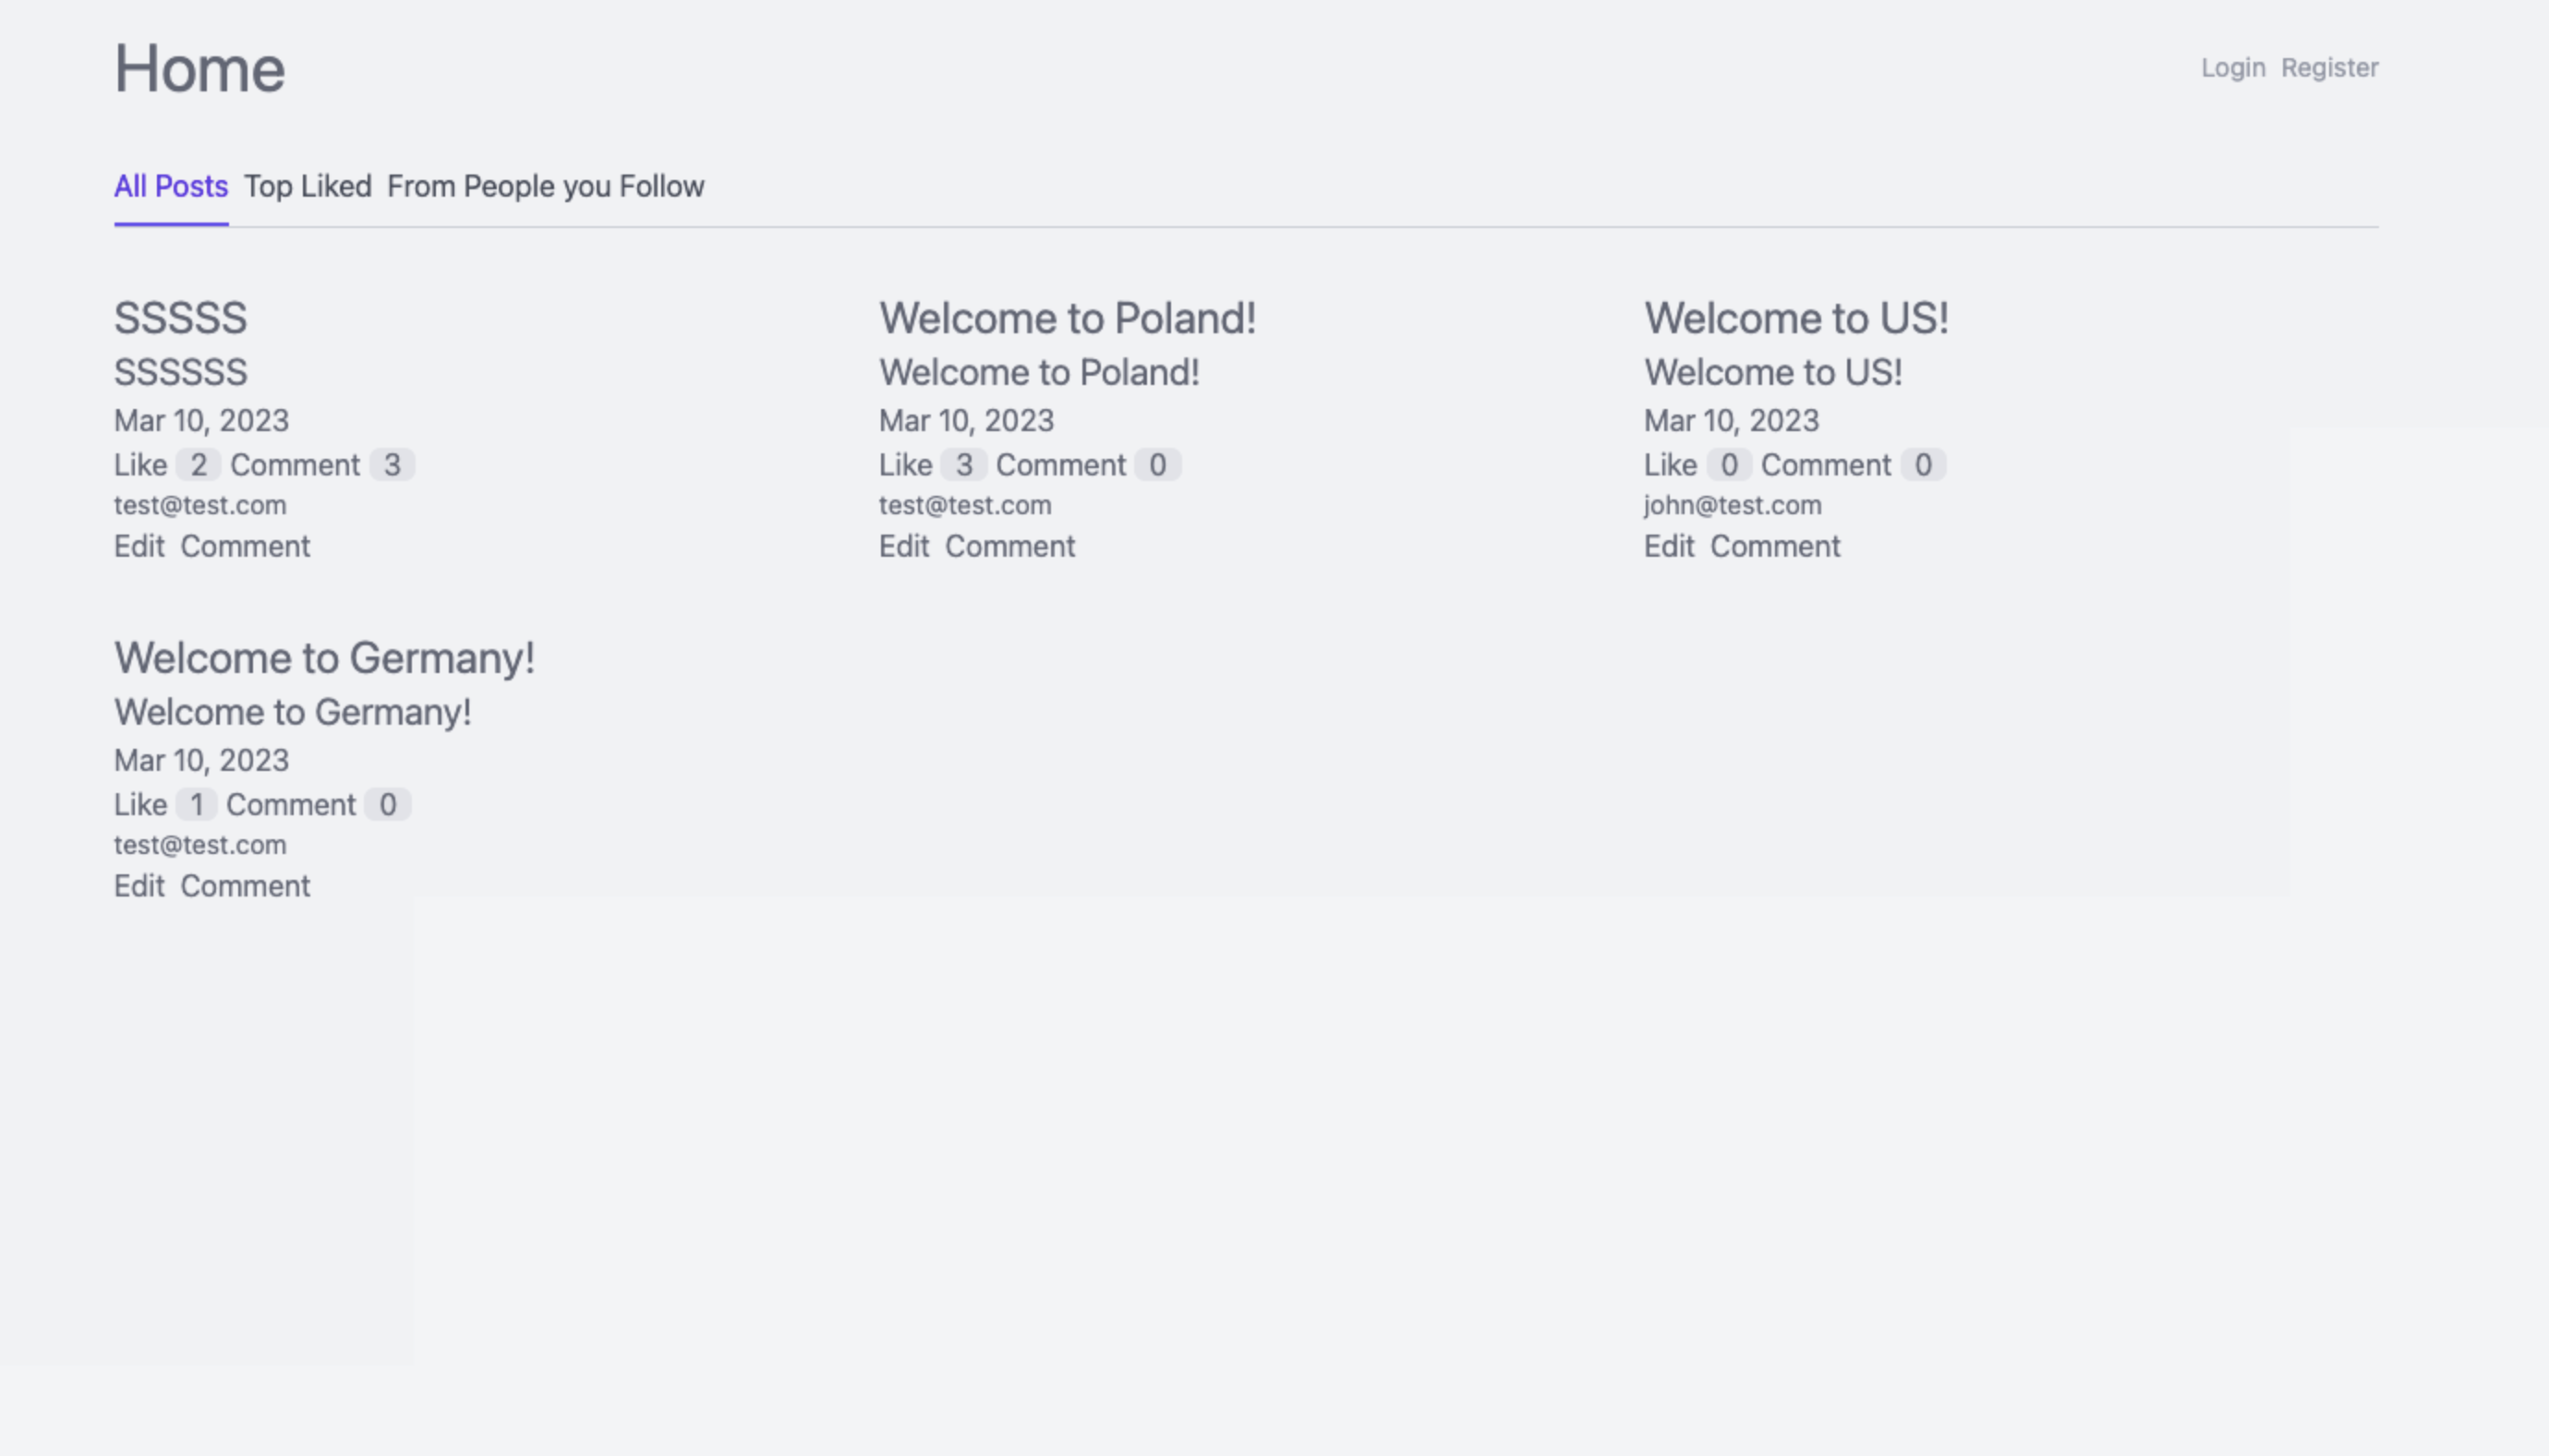 Home
Login Register
All Posts Top Liked From People you Follow
SSSSS
SSSSSS
Mar 10, 2023
Like 2 Comment 3
test@test.com
Edit Comment
Welcome to Poland!
Welcome to Poland!
Mar 10, 2023
Like 3 Comment 0
test@test.com
Edit Comment
Welcome to US!
Welcome to US!
Mar 10, 2023
Like 0 Comment 0
john@test.com
Edit Comment
Welcome to Germany!
Welcome to Germany!
Mar 10, 2023
Like 1 Comment 0
test@test.com
Edit Comment